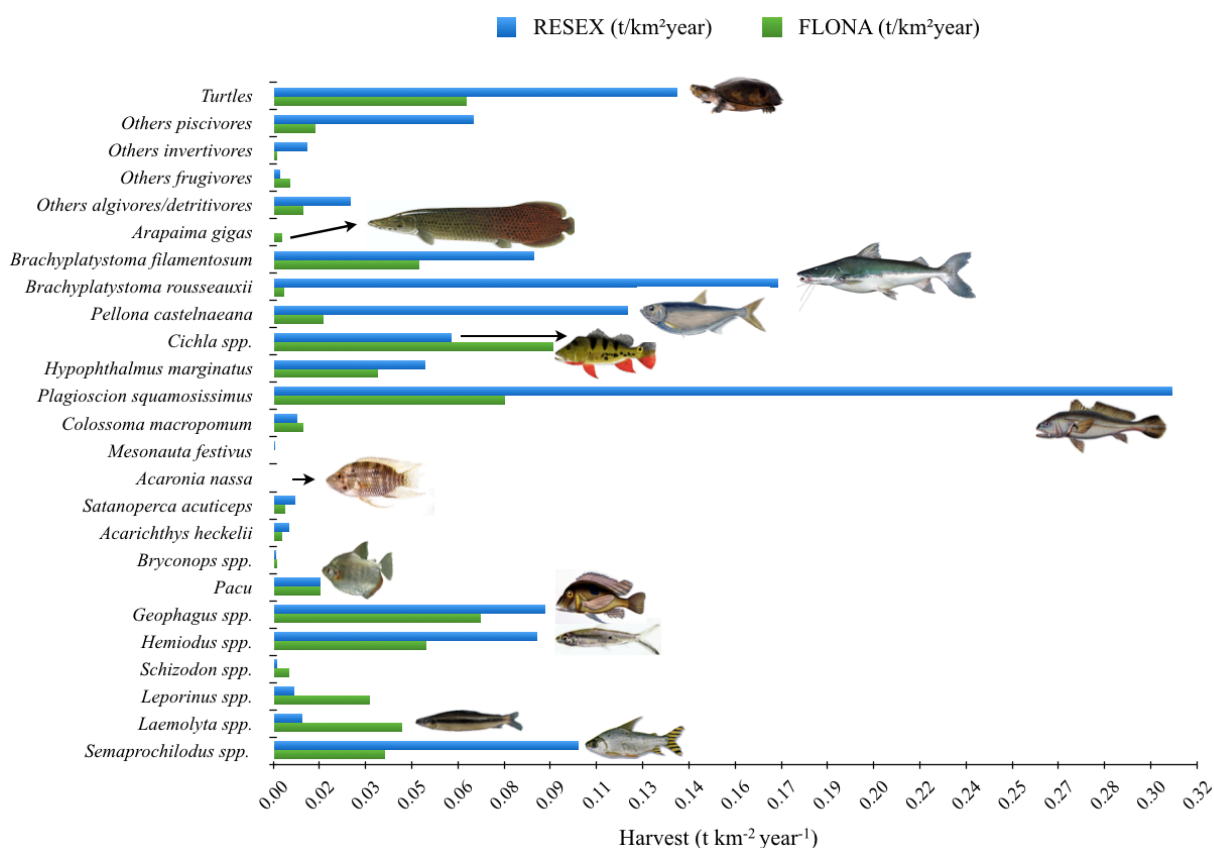 RESEX (t/km²year) FLONA (t/km²year)
Turtles
Others piscivores
Others invertivores
Others frugivores
Others algivores/detritivores
Arapaima gigas
Brachyplatystoma filamentosum
Brachyplatystoma rousseauxii
Pellona castelnaeana
Cichla spp.
Hypophthalmus marginatus
Plagioscion squamosissimus
Colossoma macropomum
Mesonauta festivus
Acaronia nassa
Satanoperca acuticeps
Acarichthys heckelii
Bryconops spp.
Pacu
Geophagus spp.
Hemiodus spp.
Schizodon spp.
Leporinus spp.
Laemolyta spp.
Semaprochilodus spp.
0.00 0.02 0.03 0.05 0.06 0.08 0.09 0.11 0.13 0.14 0.16 0.17 0.19 0.20 0.22 0.24 0.25 0.27 0.28 0.30 0.32
Harvest (t km⁻² year⁻¹)